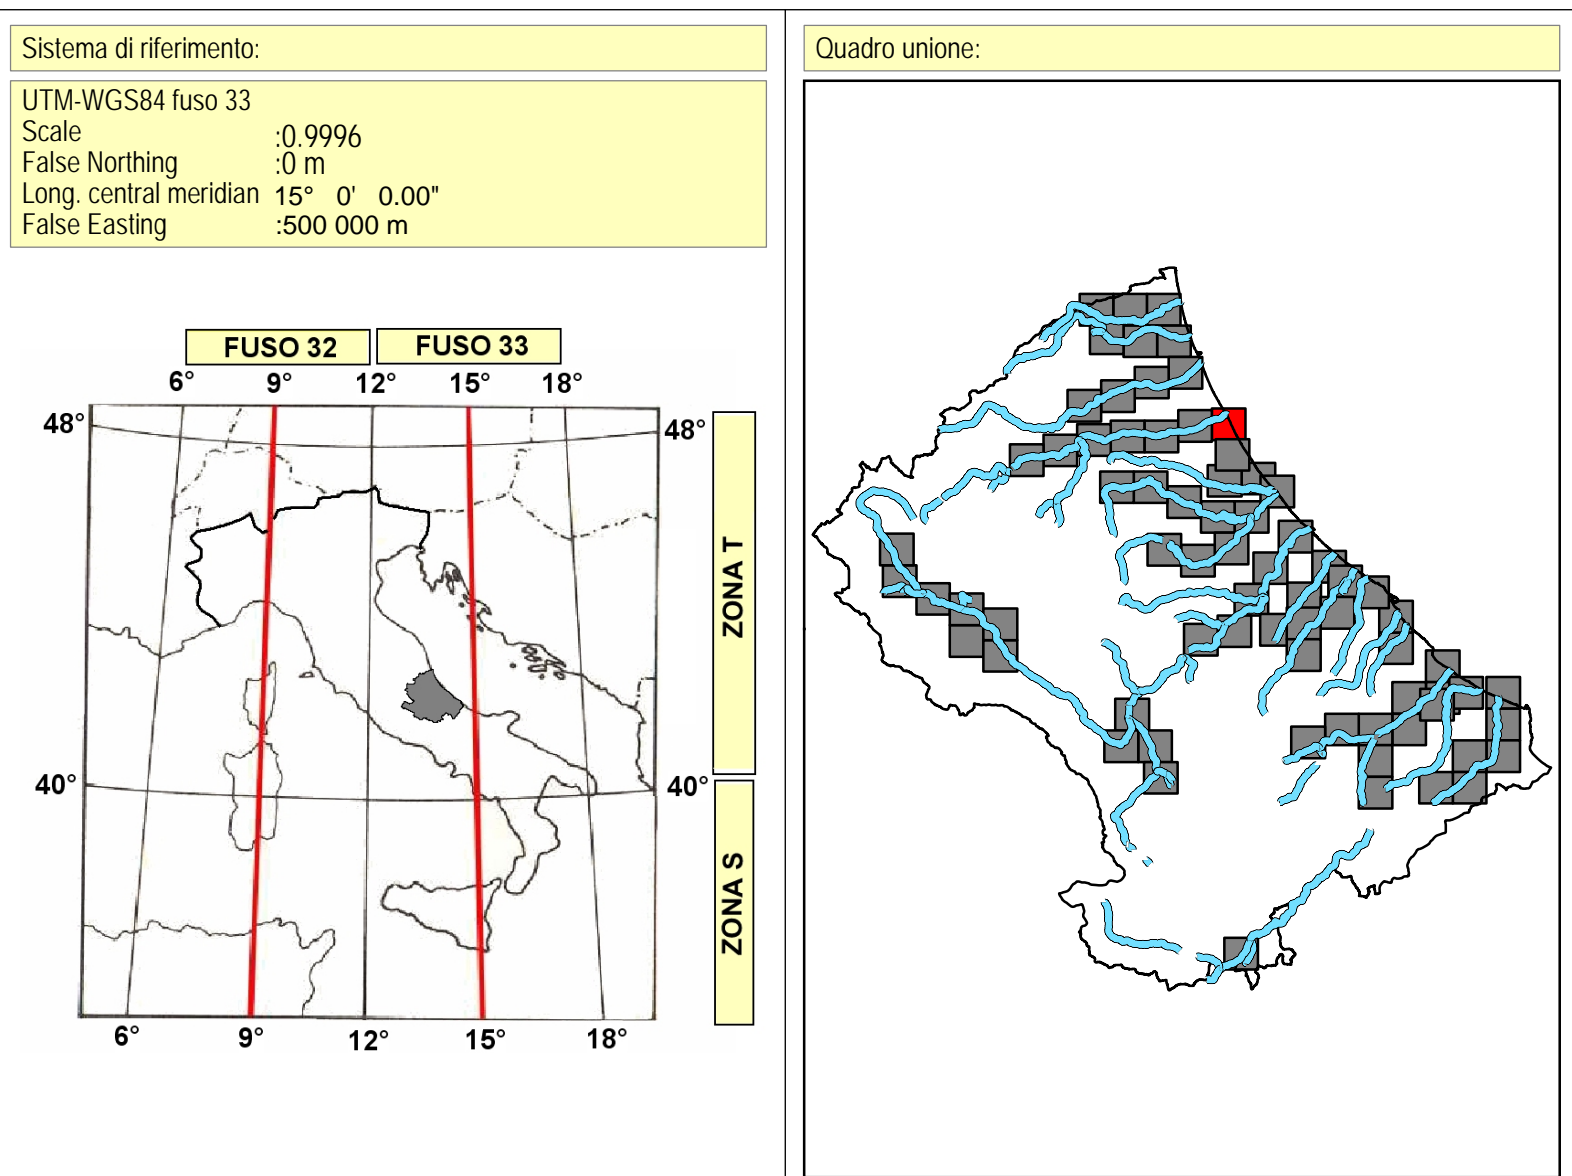 Sistema di riferimento:
UTM-WGS84 fuso 33
Scale :0.9996
False Northing :0 m
Long. central meridian 15° 0' 0.00"
False Easting :500 000 m
FUSO 32 FUSO 33
6° 9° 12° 15° 18°
48° 48°
ZONA T
40° 40°
ZONA S
6° 9° 12° 15° 18°
Quadro unione: